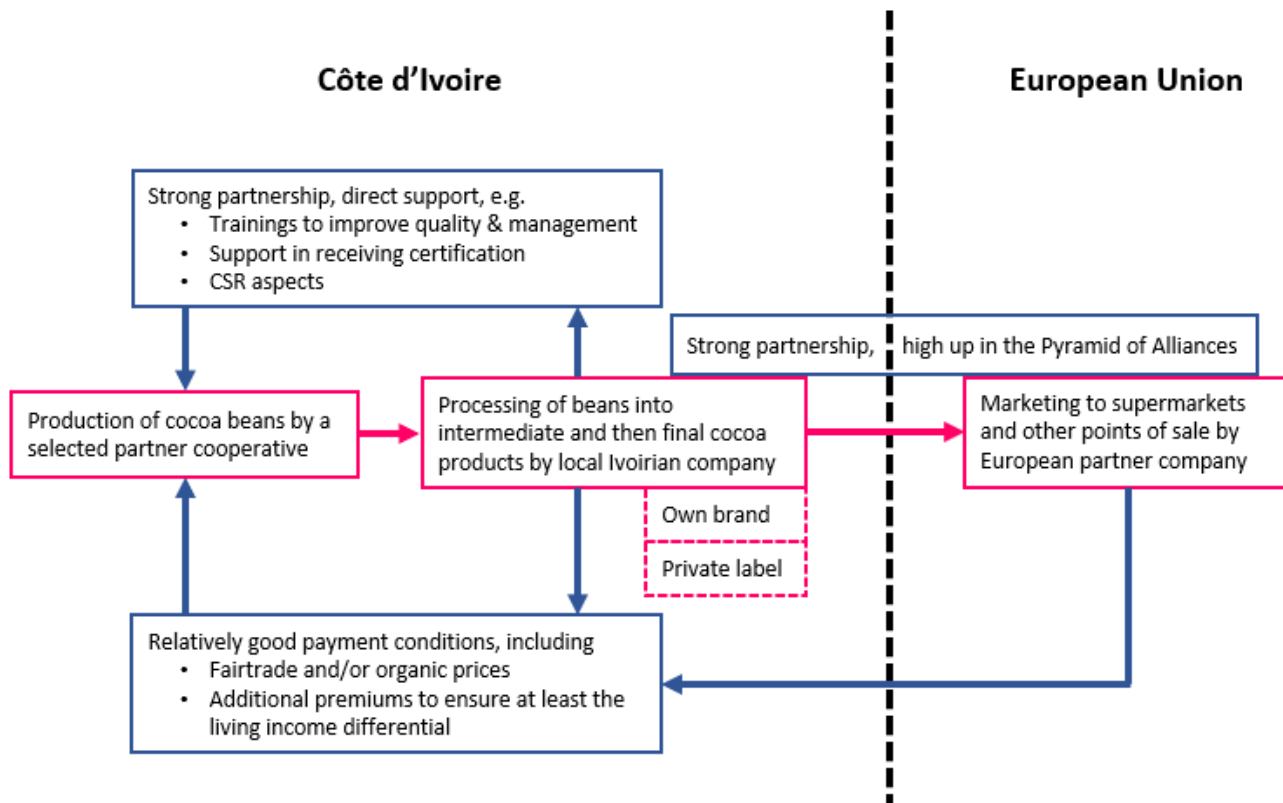 Côte d’Ivoire
European Union
Strong partnership, direct support, e.g.
• Trainings to improve quality & management
• Support in receiving certification
• CSR aspects
Strong partnership, high up in the Pyramid of Alliances
Production of cocoa beans by a
selected partner cooperative
Processing of beans into
intermediate and then final cocoa
products by local Ivoirian company
Marketing to supermarkets
and other points of sale by
European partner company
Own brand
Private label
Relatively good payment conditions, including
• Fairtrade and/or organic prices
• Additional premiums to ensure at least the
living income differential